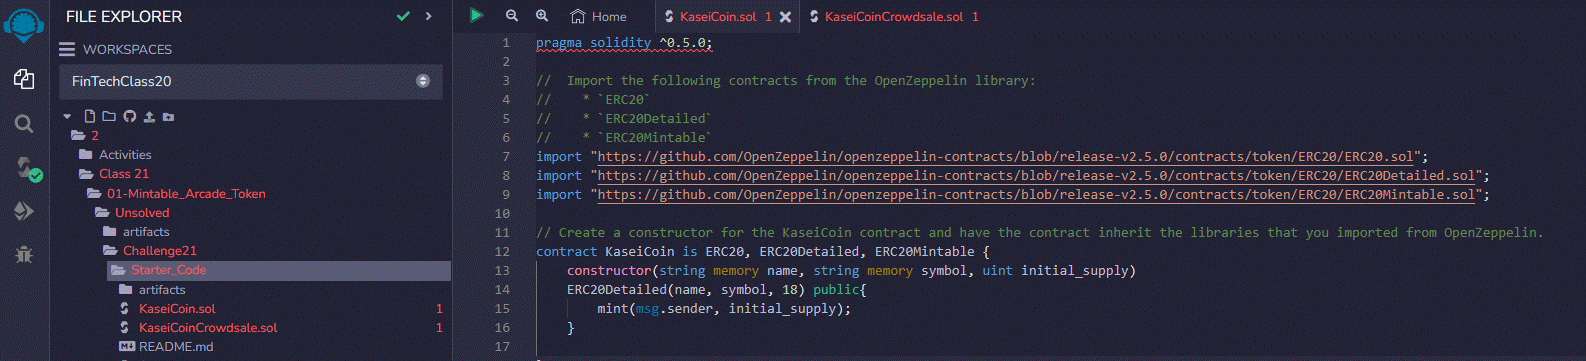 FILE EXPLORER
WORKSPACES
FinTechClass20
2
Activities
Class 21
01-Mintable_Arcade_Token
Unsolved
artifacts
Challenge21
Starter_Code
artifacts
KaseiCoin.sol 1
KaseiCoinCrowdsale.sol 1
README.md
Home KaseiCoin.sol 1 KaseiCoinCrowdsale.sol 1
1 pragma solidity ^0.5.0;
2
3 //  Import the following contracts from the OpenZeppelin library:
4 //    * `ERC20`
5 //    * `ERC20Detailed`
6 //    * `ERC20Mintable`
7 import "https://github.com/OpenZeppelin/openzeppelin-contracts/blob/release-v2.5.0/contracts/token/ERC20/ERC20.sol";
8 import "https://github.com/OpenZeppelin/openzeppelin-contracts/blob/release-v2.5.0/contracts/token/ERC20/ERC20Detailed.sol";
9 import "https://github.com/OpenZeppelin/openzeppelin-contracts/blob/release-v2.5.0/contracts/token/ERC20/ERC20Mintable.sol";
10
11 // Create a constructor for the KaseiCoin contract and have the contract inherit the libraries that you imported from OpenZeppelin.
12 contract KaseiCoin is ERC20, ERC20Detailed, ERC20Mintable {
13     constructor(string memory name, string memory symbol, uint initial_supply)
14     ERC20Detailed(name, symbol, 18) public{
15         mint(msg.sender, initial_supply);
16     }
17